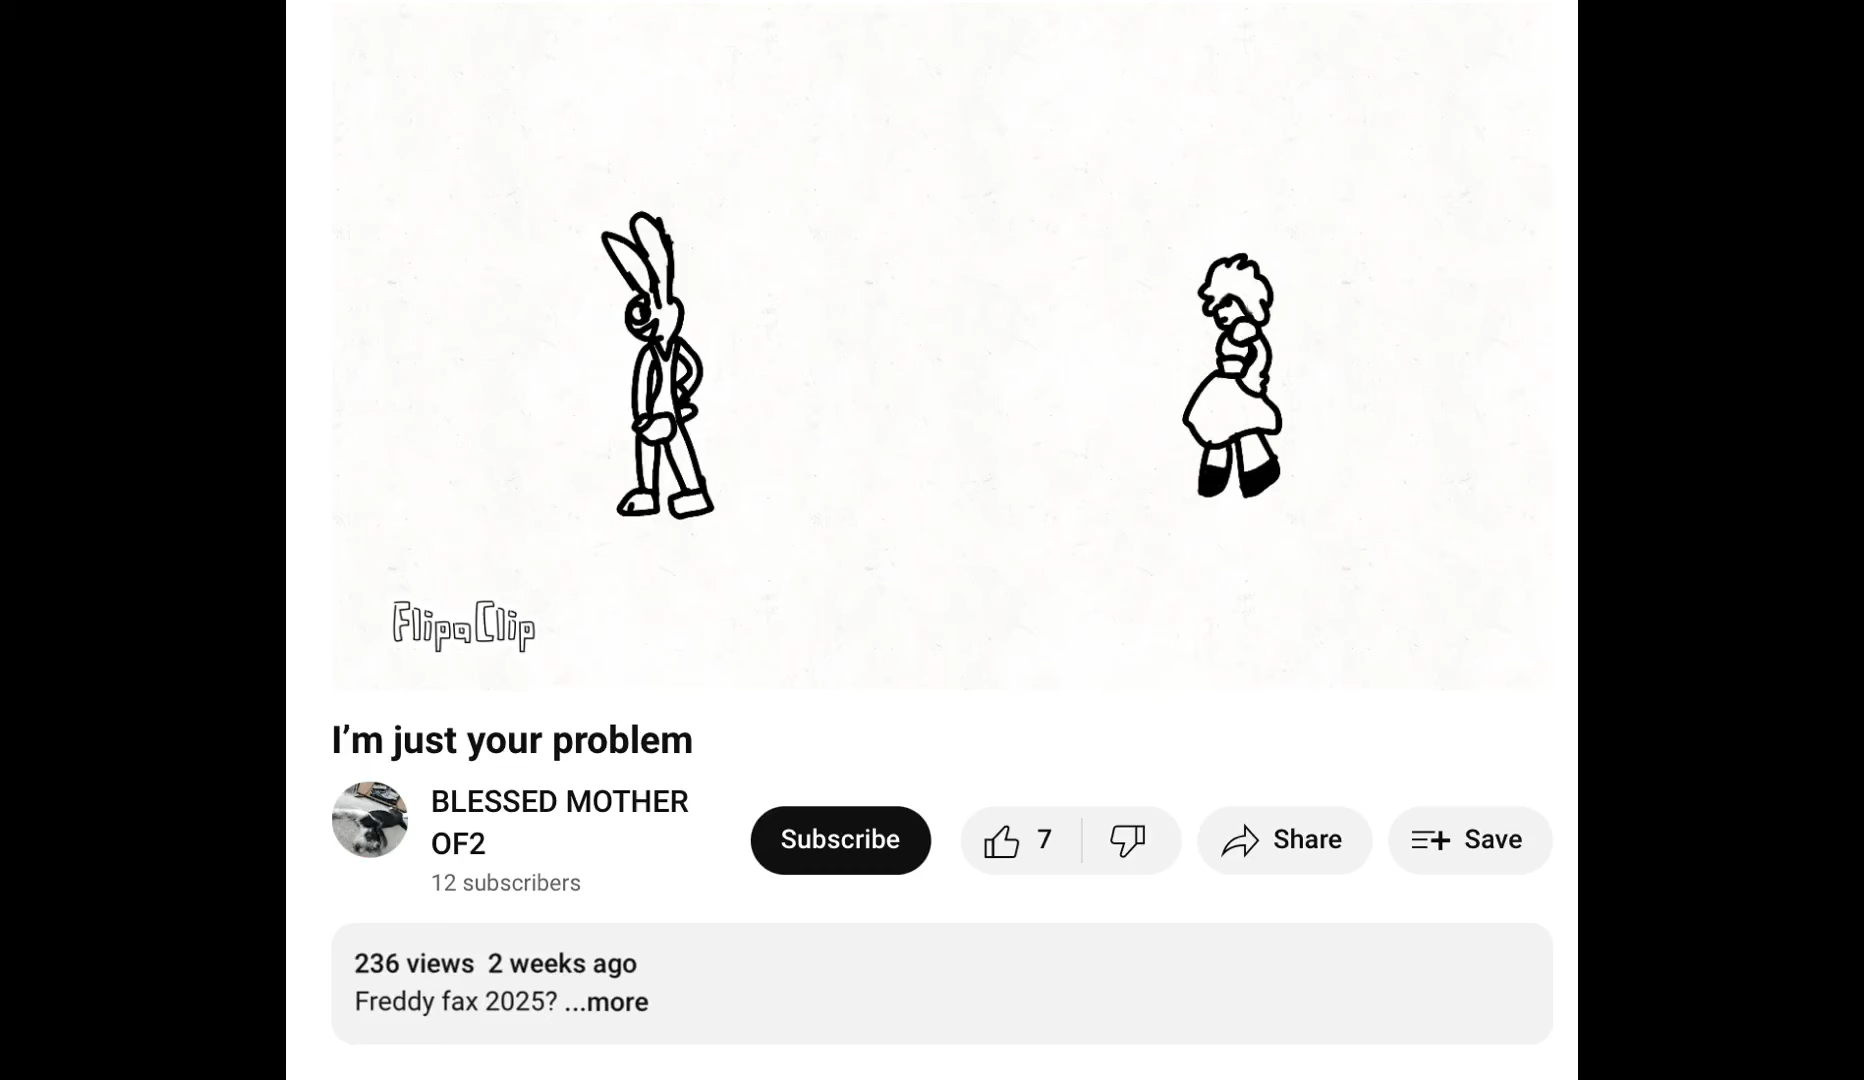 FlipaClip
I’m just your problem
BLESSED MOTHER
OF2
12 subscribers
Subscribe
7
Share
Save
236 views 2 weeks ago
Freddy fax 2025? ...more